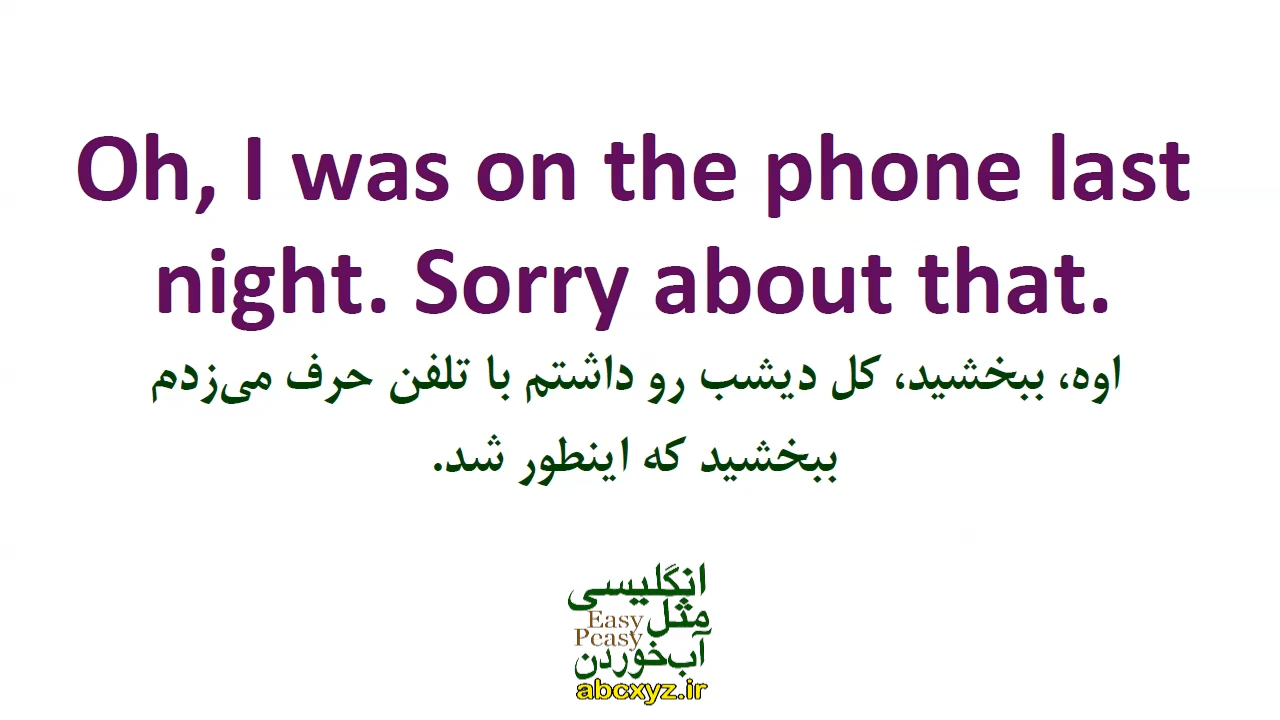 Oh, I was on the phone last
night. Sorry about that.
اوه، ببخشید، کل دیشب رو داشتم با تلفن حرف می‌زدم
ببخشید که اینطور شد.
انگلیسی
مثل
Easy
Peasy
آب‌خوردن
abcxyz.ir